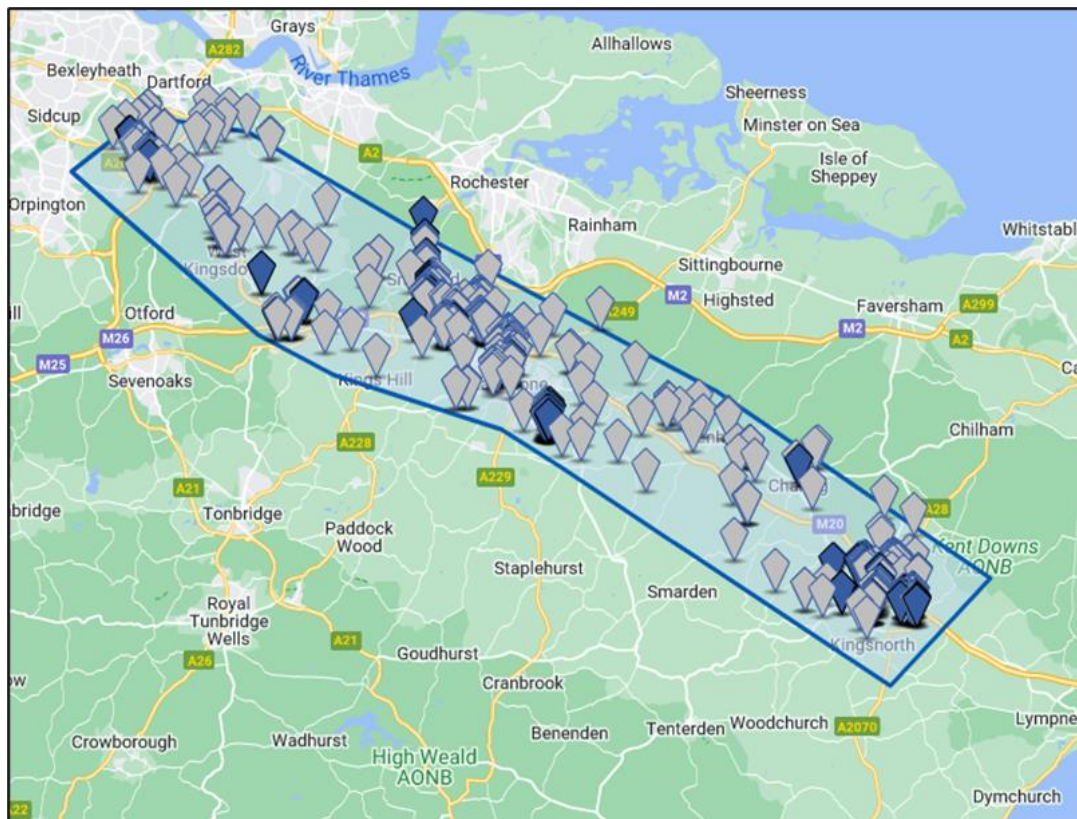 Grays
Allhallows
A282
River Thames
Bexleyheath
Dartford
Sheerness
Sidcup
Minster on Sea
A2
Isle of
Sheppey
Rochester
Orpington
Rainham
Whitstabl
Sittingbourne
Kingsdo
M2
Highsted
Faversham
A299
Otford
A249
M2
A2
M26
M25
Sevenoaks
Kings Hill
Chilham
A228
A229
A21
Tonbridge
A28
M20
Paddock
Wood
Kent Downs
AONB
Staplehurst
Smarden
Royal
Tunbridge
Wells
A21
Kingsnorth
A26
Goudhurst
Cranbrook
Woodchurch
Lympne
Tenterden
A2070
Benenden
Crowborough
Wadhurst
High Weald
AONB
Dymchurch
A22